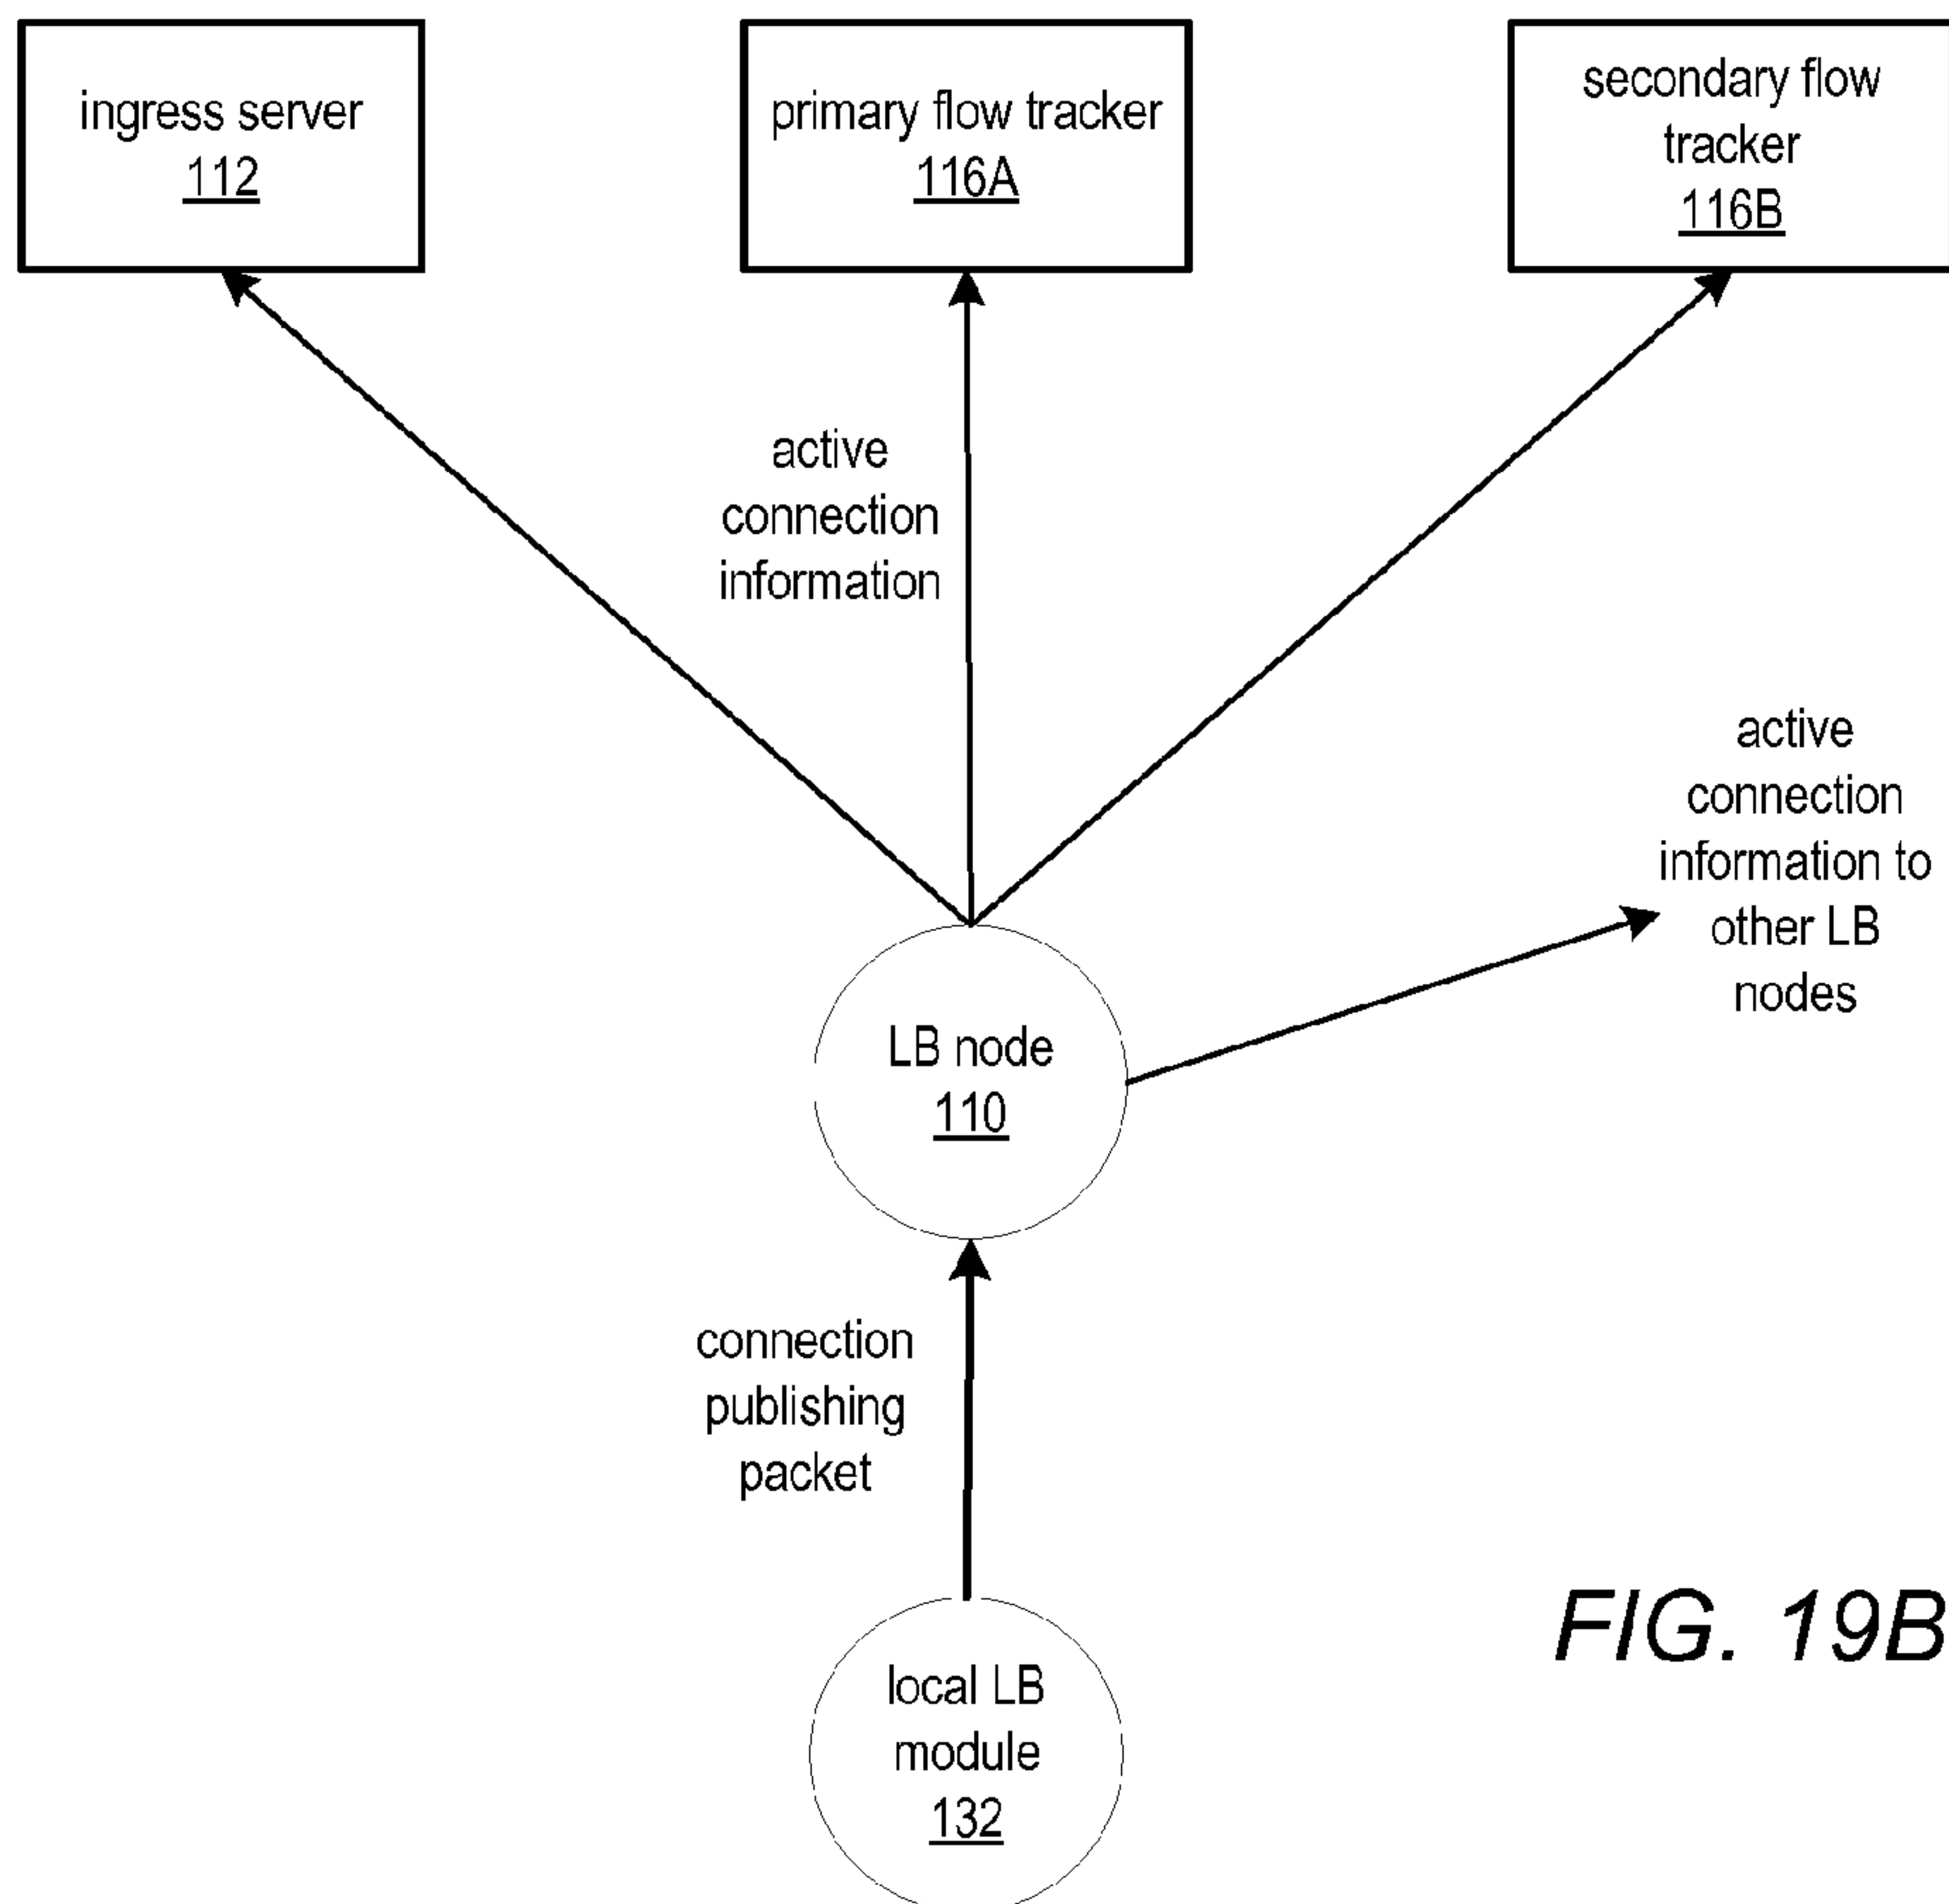 ingress server
112
primary flow tracker
116A
secondary flow
tracker
116B
active
connection
information
active
connection
information to
other LB
nodes
LB node
110
connection
publishing
packet
local LB
module
132
FIG. 19B